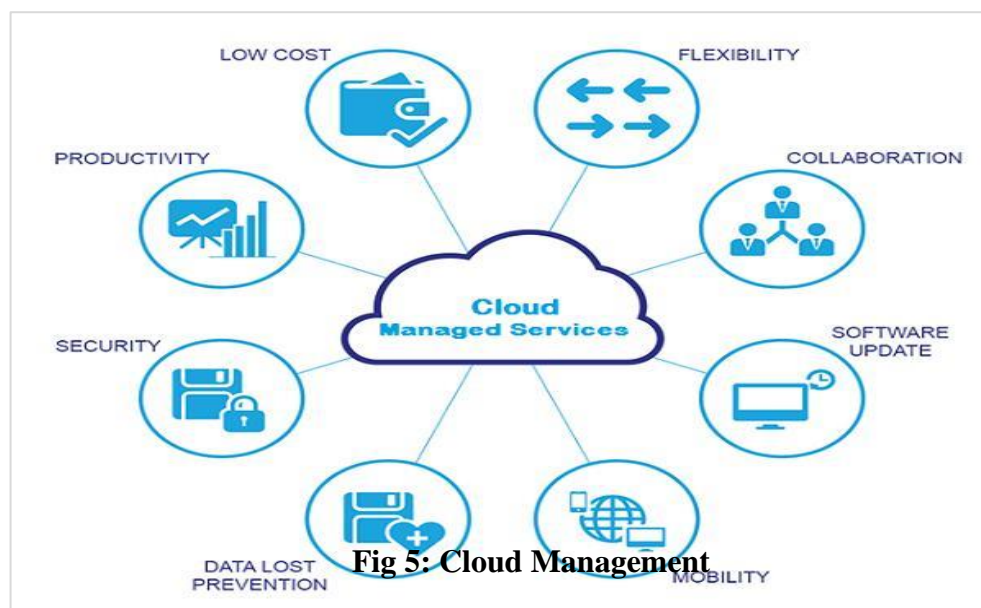 LOW COST
FLEXIBILITY
PRODUCTIVITY
COLLABORATION
Cloud
Managed Services
SECURITY
SOFTWARE
UPDATE
DATA LOST
PREVENTION
MOBILITY
Fig 5: Cloud Management